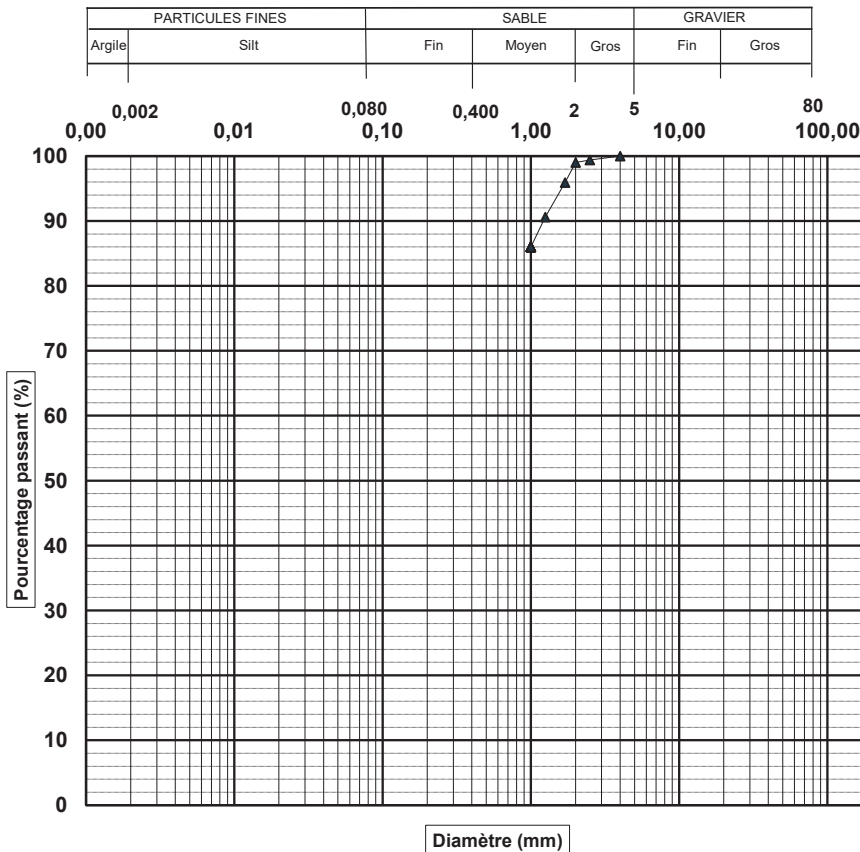 PARTICULES FINES SABLE GRAVIER
Argile Silt Fin Moyen Gros Fin Gros
0,002 0,080 0,400 2 5 80
0,00 0,01 0,10 1,00 10,00 100,00
100
90
80
70
60
50
40
30
20
10
0
Pourcentage passant (%)
Diamètre (mm)